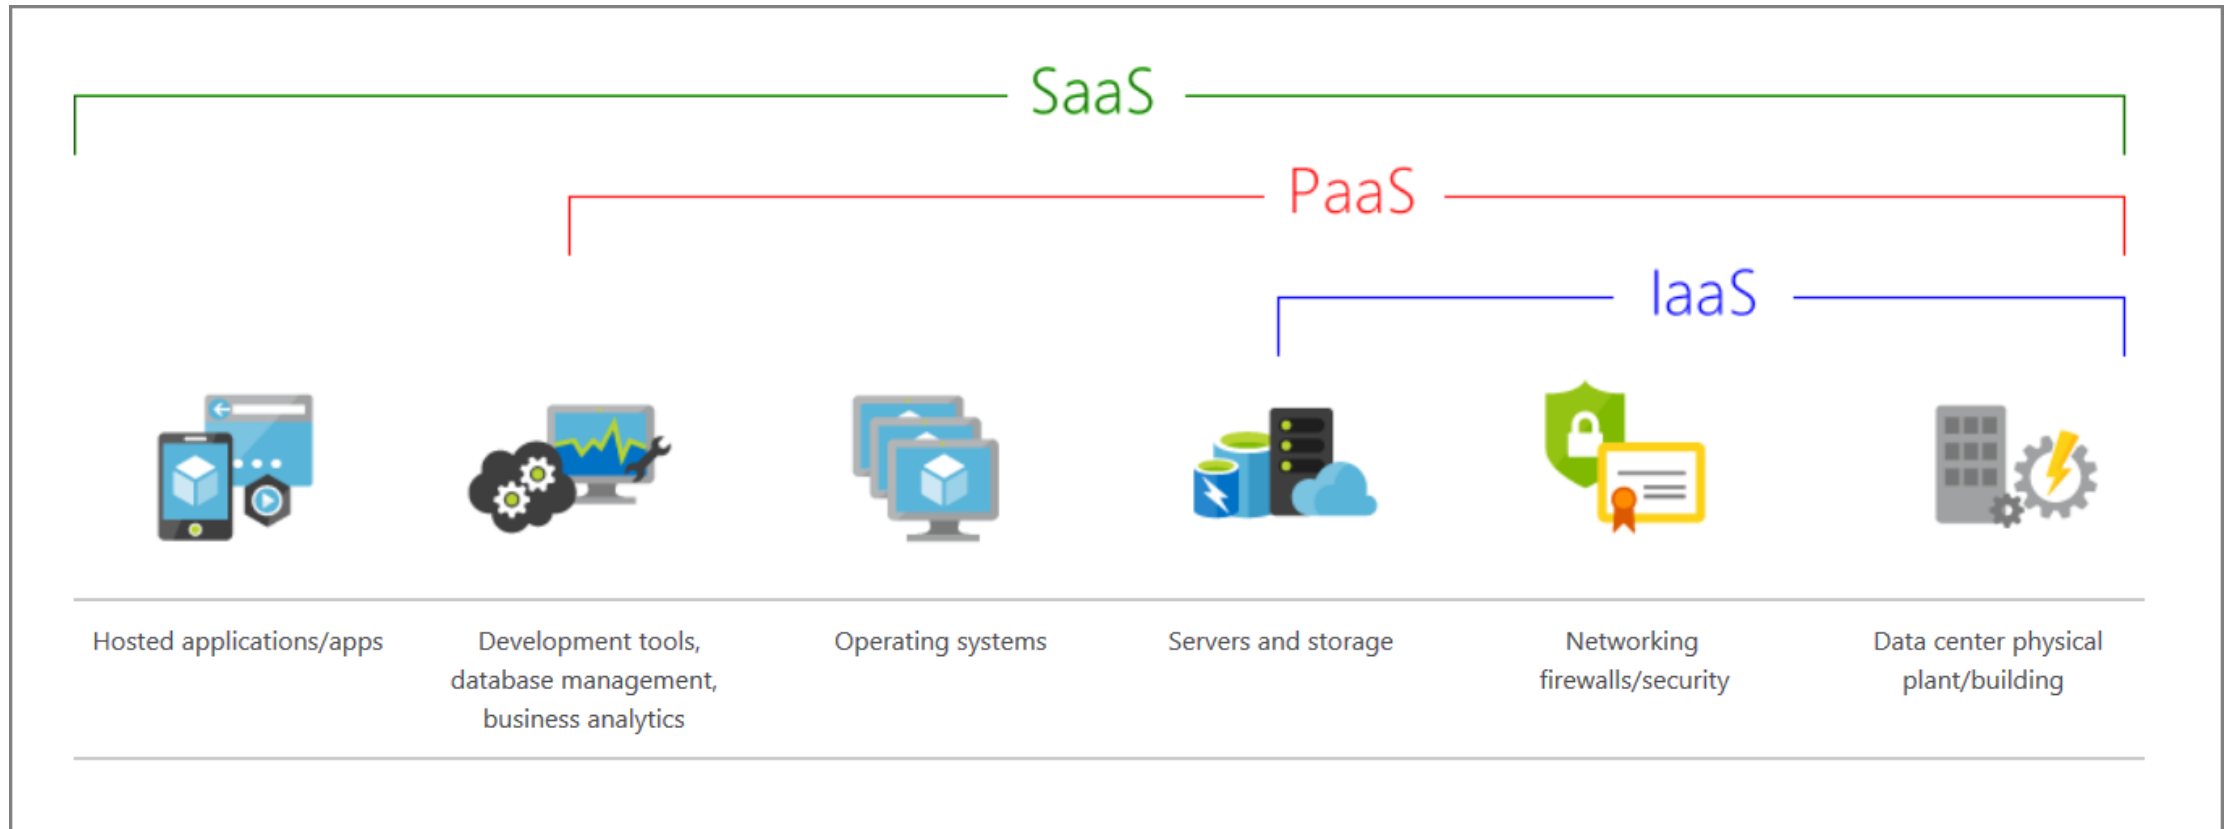 SaaS
PaaS
IaaS
Hosted applications/apps
Development tools,
database management,
business analytics
Operating systems
Servers and storage
Networking
firewalls/security
Data center physical
plant/building